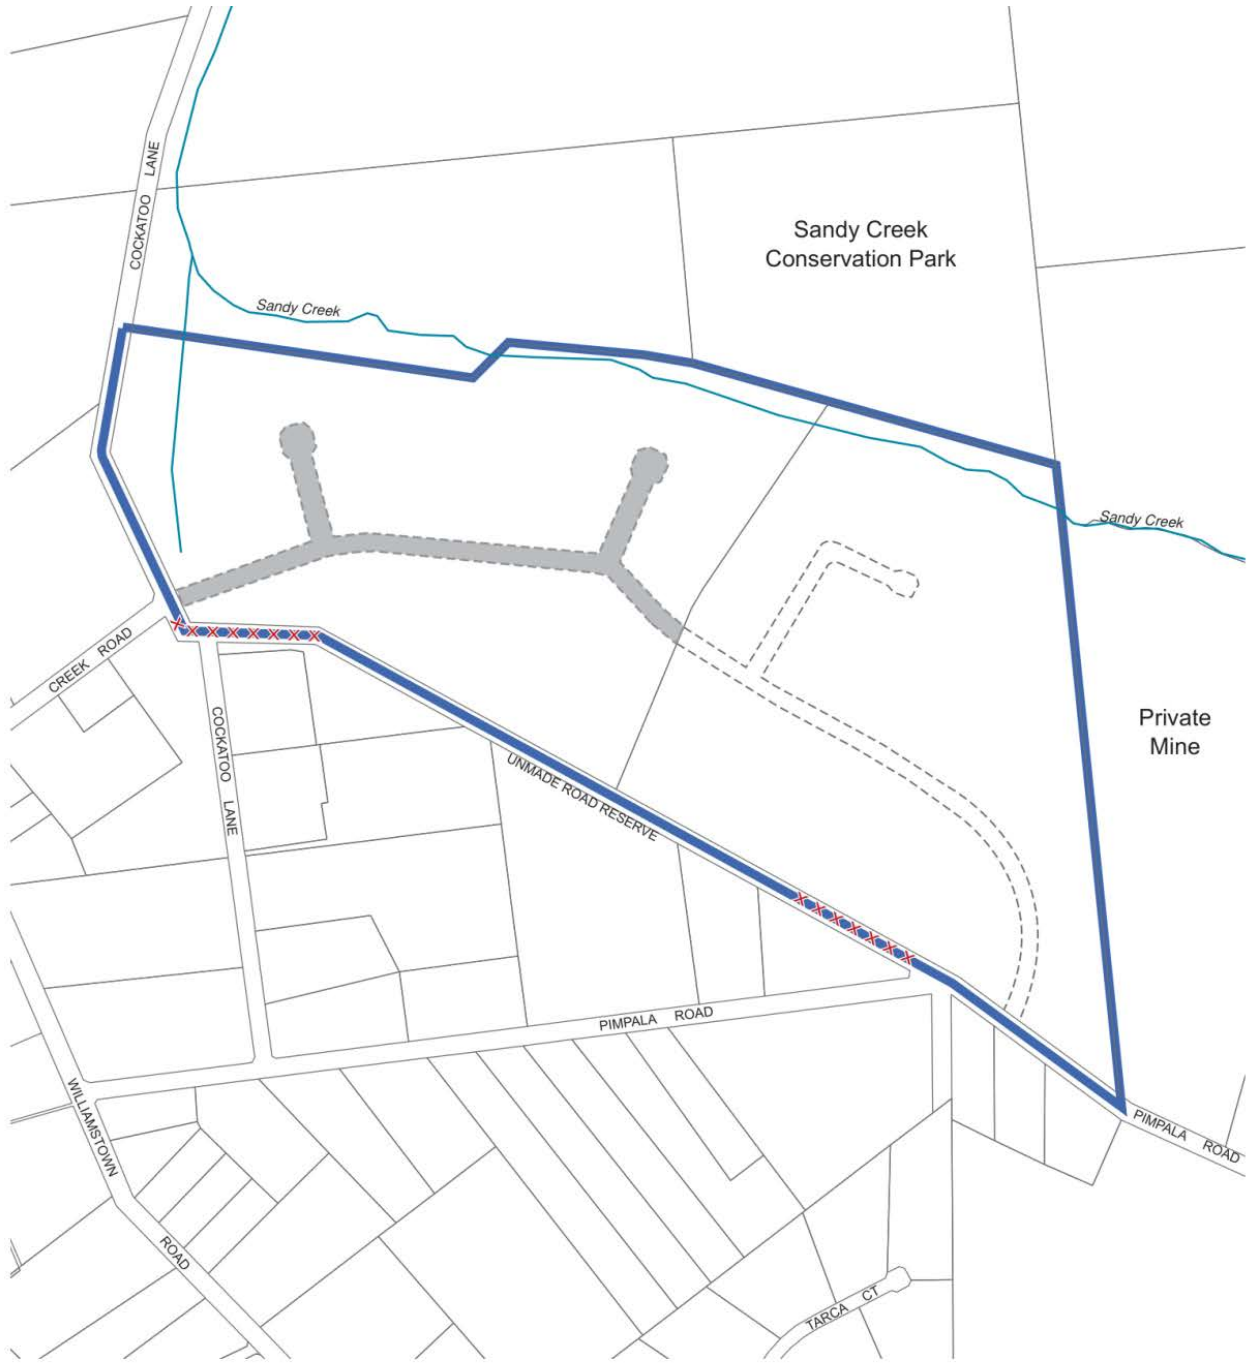 COCKATOO LANE
Sandy Creek
Conservation Park
Sandy Creek
Sandy Creek
CREEK ROAD
COCKATOO LANE
UNMADE ROAD RESERVE
Private
Mine
PIMPALA ROAD
WILLIAMSTOWN
ROAD
PIMPALA ROAD
TARCA CT